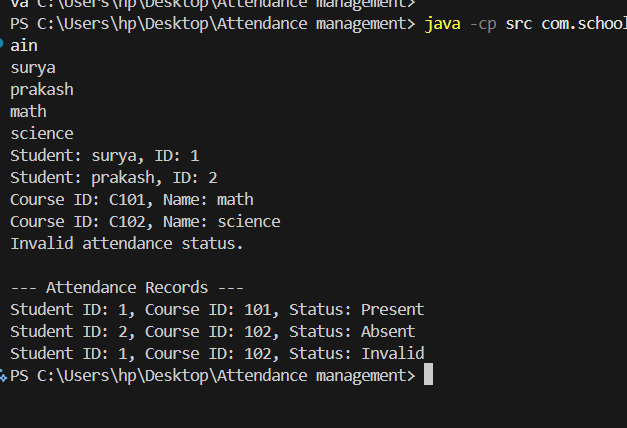 va C:\Users\hp\Desktop\Attendance management>
PS C:\Users\hp\Desktop\Attendance management> java -cp src com.school
ain
surya
prakash
math
science
Student: surya, ID: 1
Student: prakash, ID: 2
Course ID: C101, Name: math
Course ID: C102, Name: science
Invalid attendance status.

--- Attendance Records ---
Student ID: 1, Course ID: 101, Status: Present
Student ID: 2, Course ID: 102, Status: Absent
Student ID: 1, Course ID: 102, Status: Invalid
PS C:\Users\hp\Desktop\Attendance management>